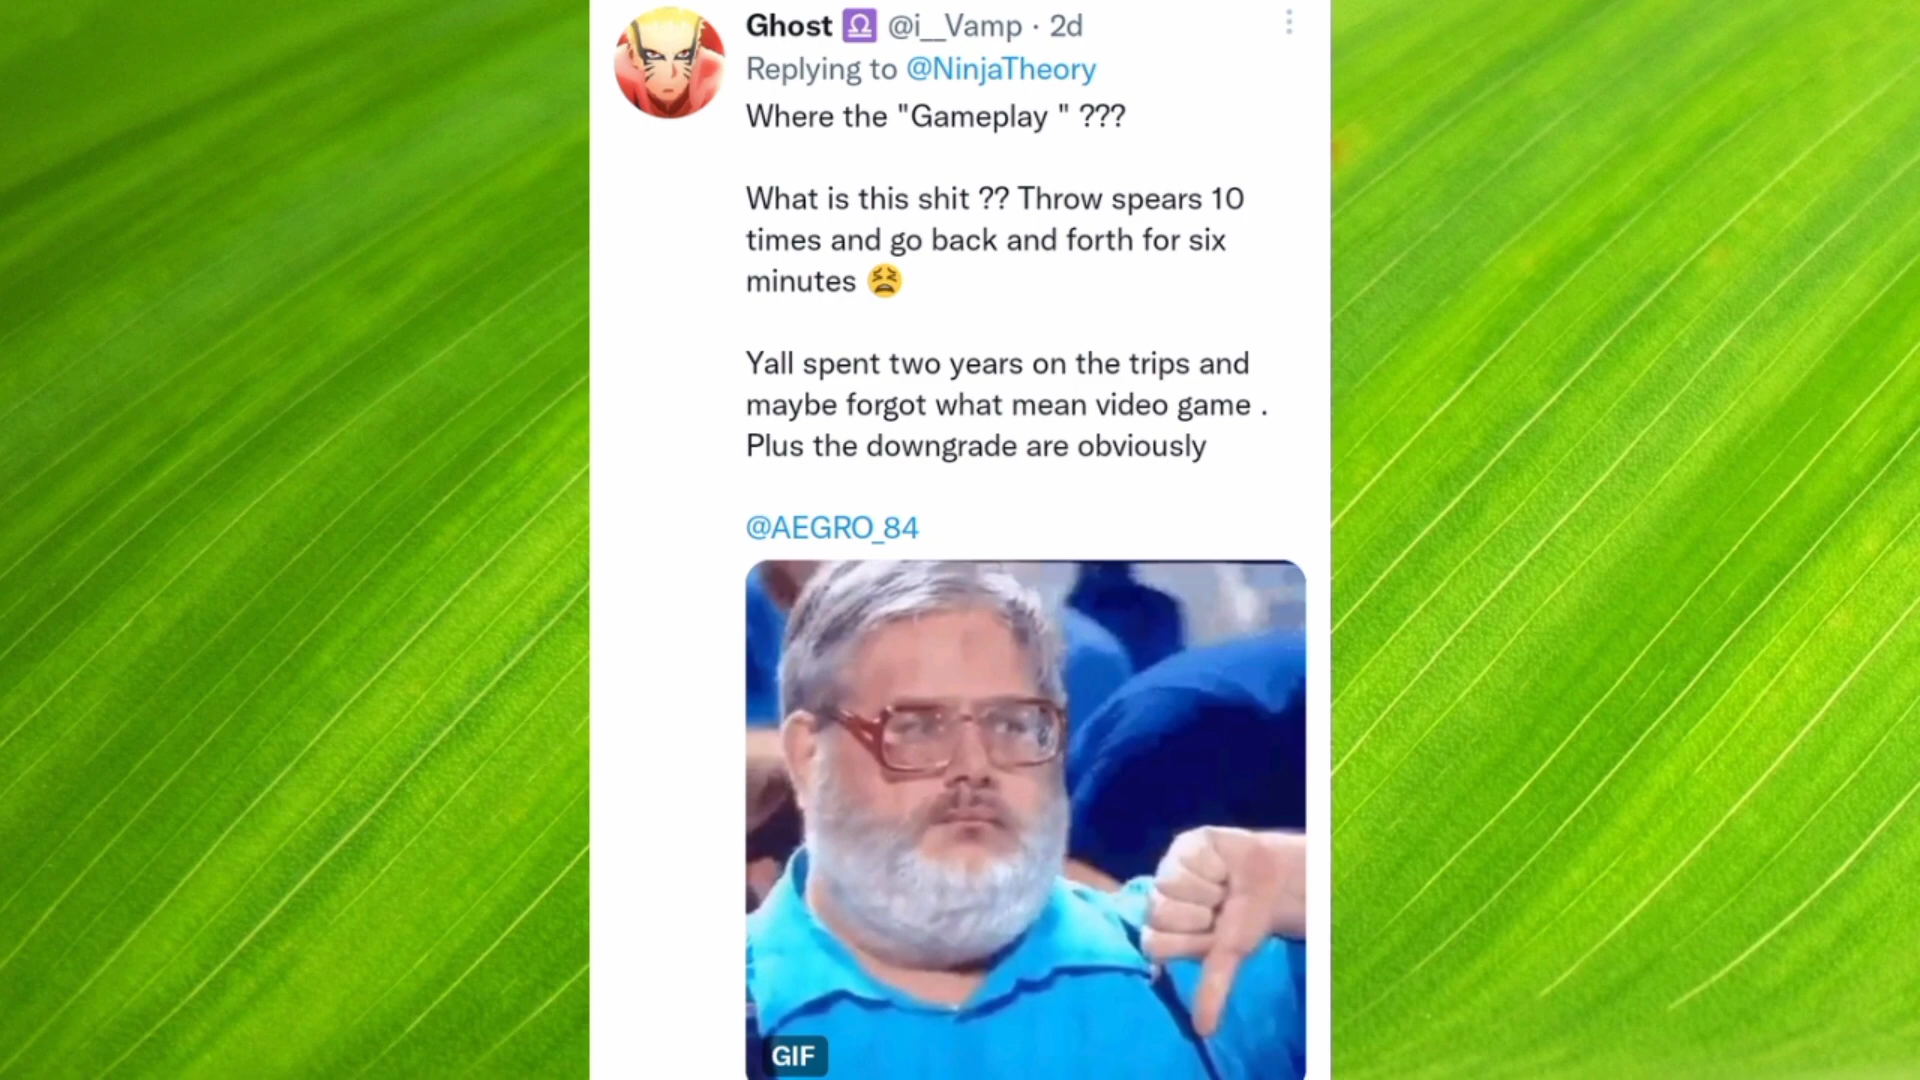 Ghost ♎ @i__Vamp · 2d
Replying to @NinjaTheory
Where the "Gameplay " ???
What is this shit ?? Throw spears 10
times and go back and forth for six
minutes 😫
Yall spent two years on the trips and
maybe forgot what mean video game .
Plus the downgrade are obviously
@AEGRO_84
GIF